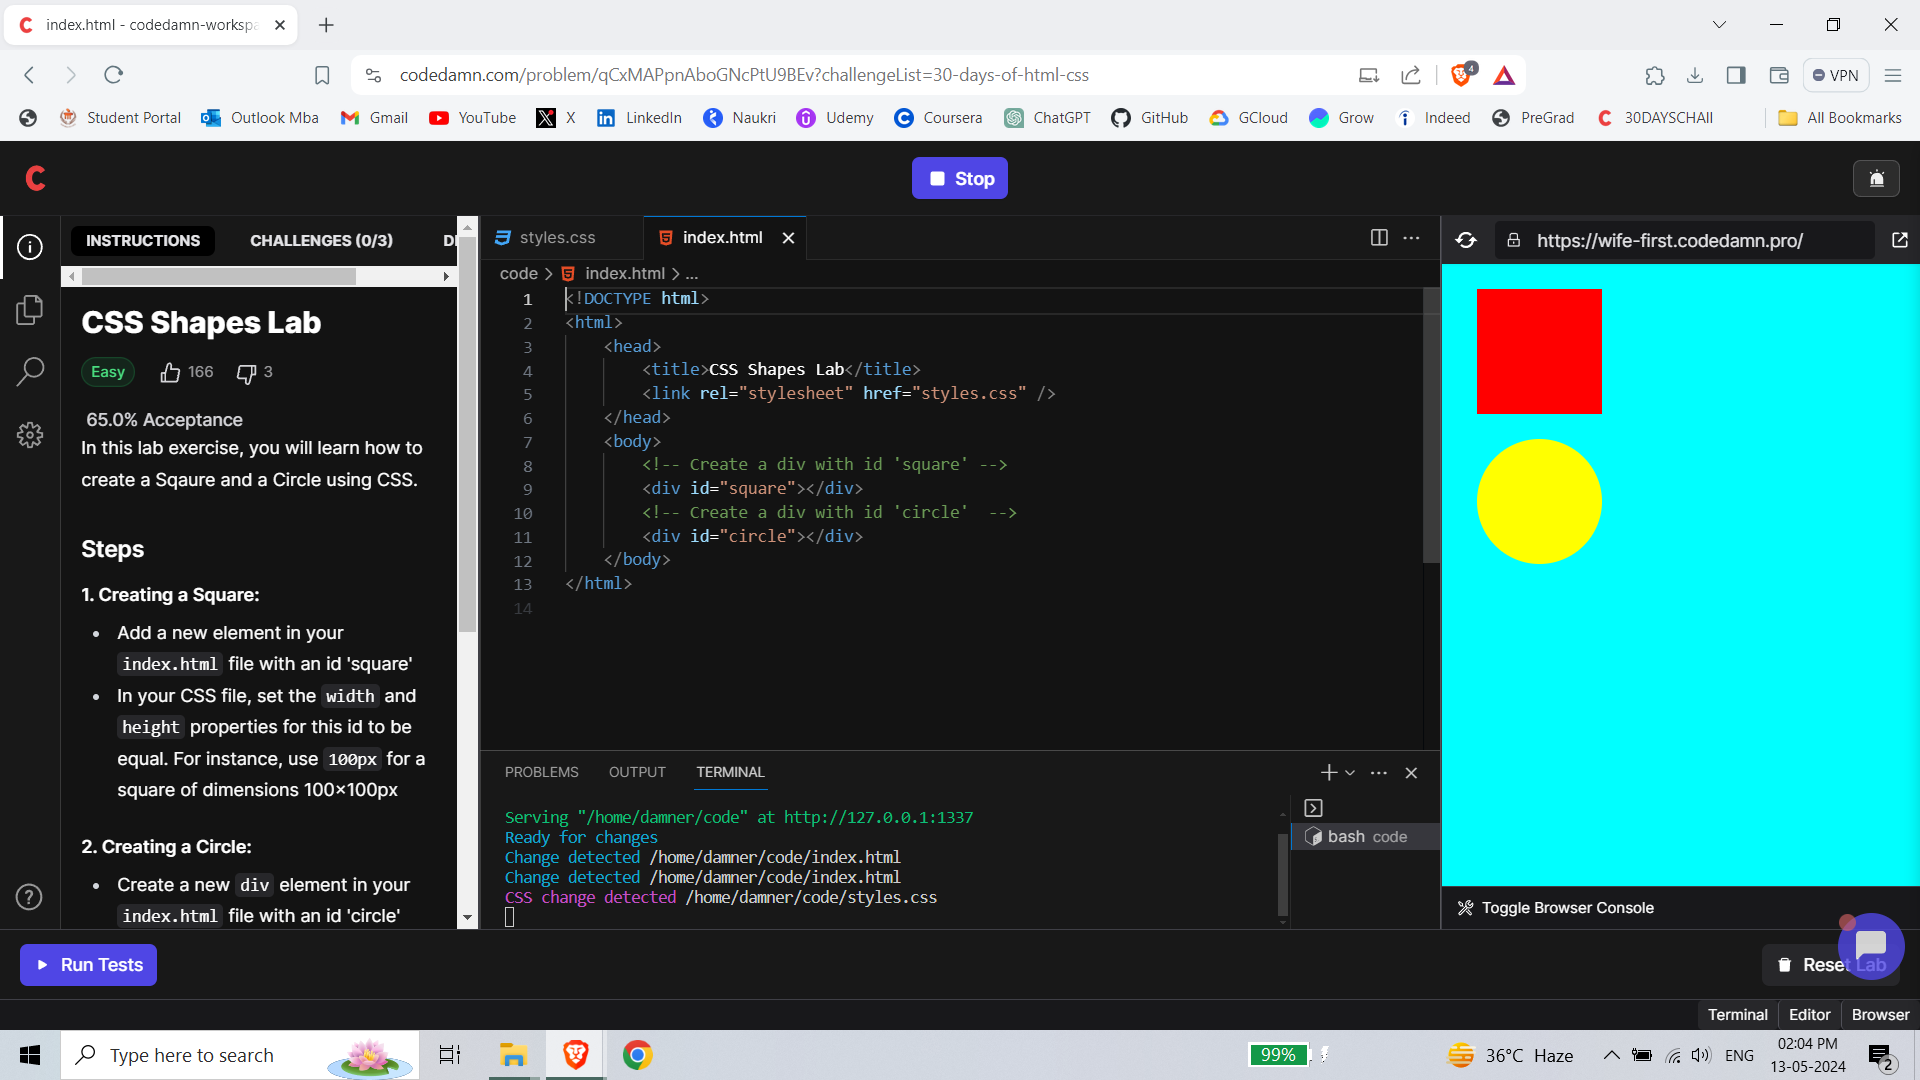 index.html - codedamn-workspa
codedamn.com/problem/qCxMAPpnAboGNcPtU9BEv?challengeList=30-days-of-html-css
4
VPN
Student Portal
Outlook Mba
Gmail
YouTube
X
LinkedIn
Naukri
Udemy
Coursera
ChatGPT
GitHub
GCloud
Grow
Indeed
PreGrad
30DAYSCHAll
All Bookmarks
Stop
INSTRUCTIONS
CHALLENGES (0/3)
styles.css
index.html
https://wife-first.codedamn.pro/
code > index.html > ...
CSS Shapes Lab
Easy
166
3
65.0% Acceptance
In this lab exercise, you will learn how to
create a Sqaure and a Circle using CSS.
Steps
1. Creating a Square:
• Add a new element in your
index.html file with an id 'square'
• In your CSS file, set the width and
height properties for this id to be
equal. For instance, use 100px for a
square of dimensions 100×100px
2. Creating a Circle:
• Create a new div element in your
index.html file with an id 'circle'
1 <!DOCTYPE html>
2 <html>
3 <head>
4 <title>CSS Shapes Lab</title>
5 <link rel="stylesheet" href="styles.css" />
6 </head>
7 <body>
8 <!-- Create a div with id 'square' -->
9 <div id="square"></div>
10 <!-- Create a div with id 'circle'  -->
11 <div id="circle"></div>
12 </body>
13 </html>
14
PROBLEMS
OUTPUT
TERMINAL
Serving "/home/damner/code" at http://127.0.0.1:1337
Ready for changes
Change detected /home/damner/code/index.html
Change detected /home/damner/code/index.html
CSS change detected /home/damner/code/styles.css
bash code
Toggle Browser Console
Run Tests
Reset Lab
Terminal
Editor
Browser
Type here to search
99%
36°C Haze
ENG
02:04 PM
13-05-2024
2